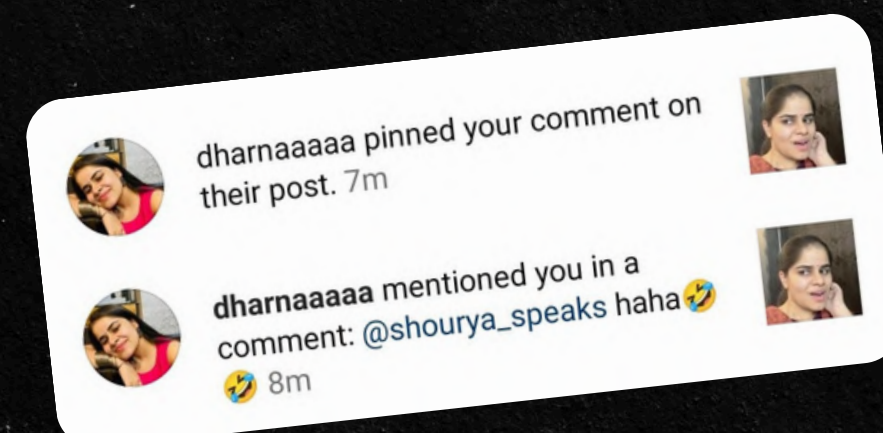 dharnaaaaa pinned your comment on
their post. 7m
dharnaaaaa mentioned you in a
comment: @shourya_speaks haha🤣
🤣 8m